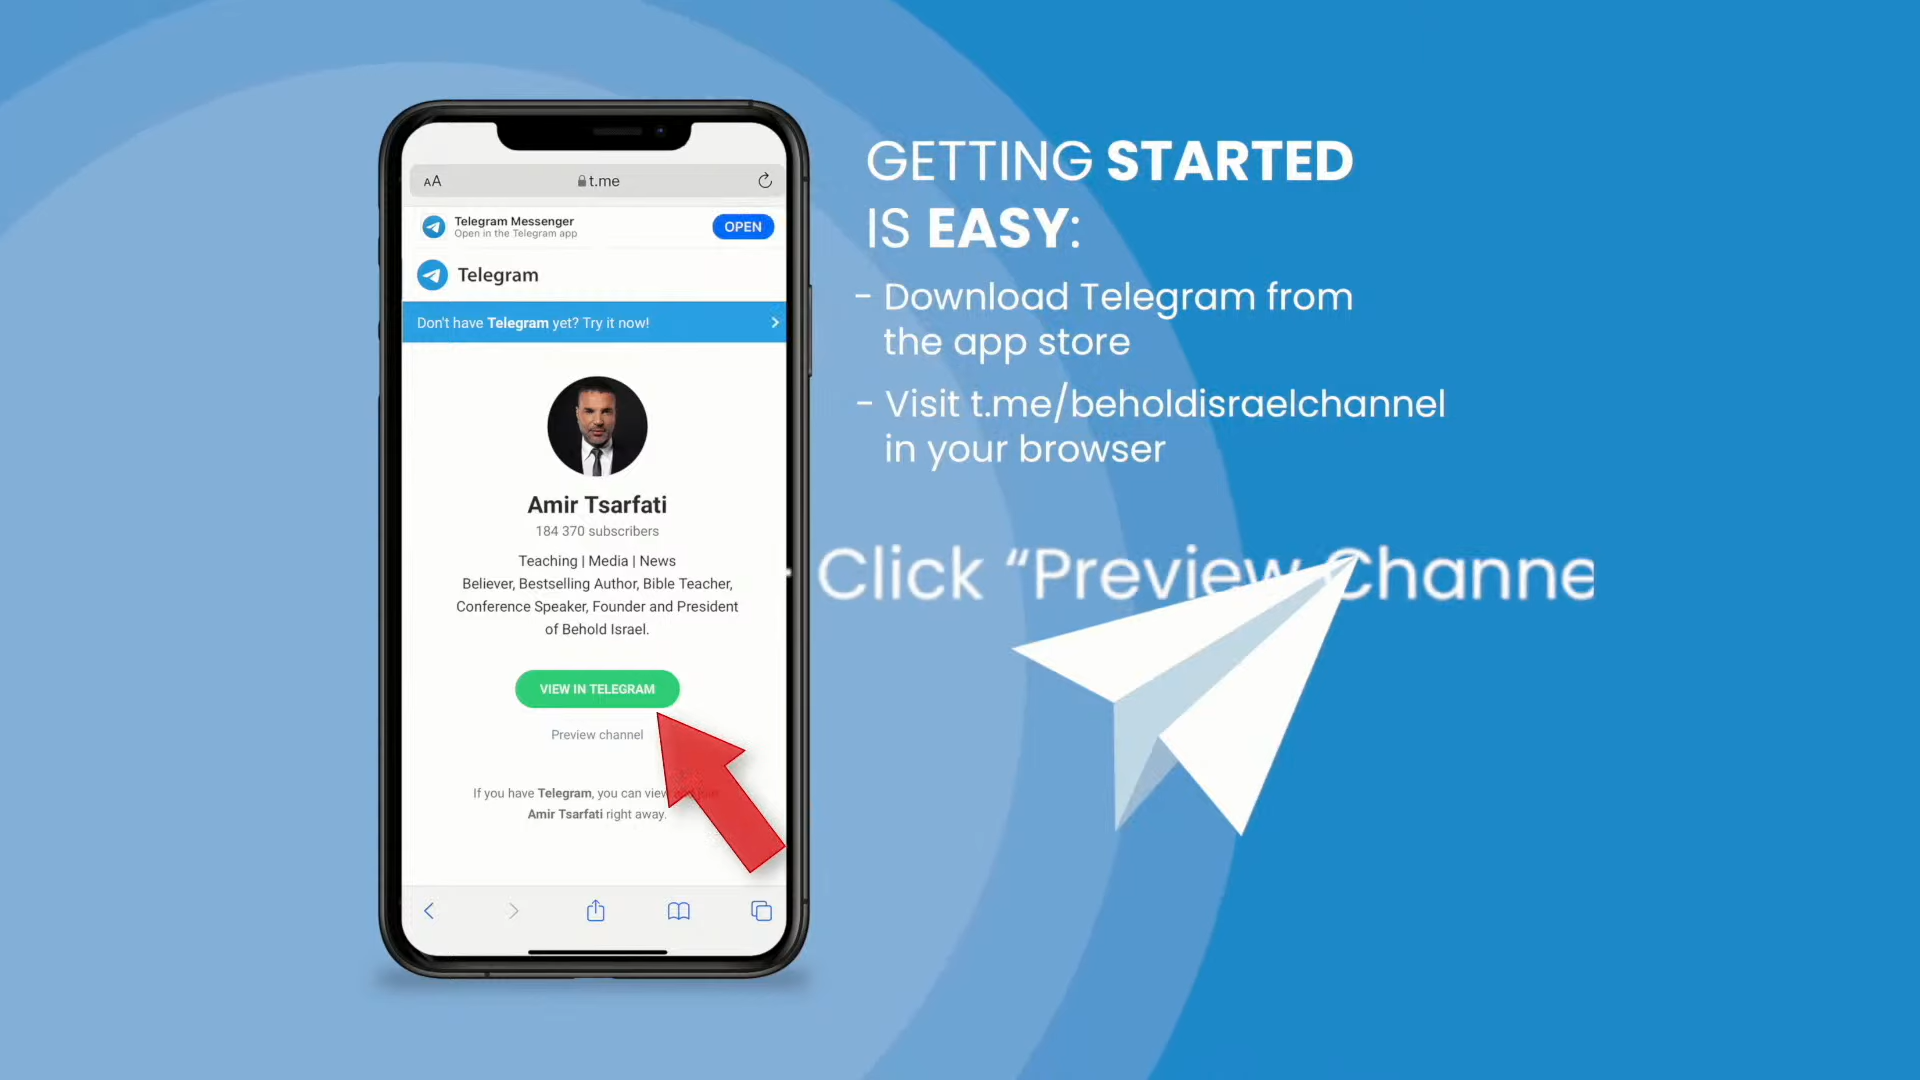 AA
t.me
Telegram Messenger
Open in the Telegram app
OPEN
Telegram
Don't have Telegram yet? Try it now!
Amir Tsarfati
184 370 subscribers
Teaching | Media | News
Believer, Bestselling Author, Bible Teacher,
Conference Speaker, Founder and President
of Behold Israel.
VIEW IN TELEGRAM
Preview channel
If you have Telegram, you can view
Amir Tsarfati right away.
GETTING STARTED
IS EASY:
- Download Telegram from
the app store
- Visit t.me/beholdisraelchannel
in your browser
- Click “Preview Channe